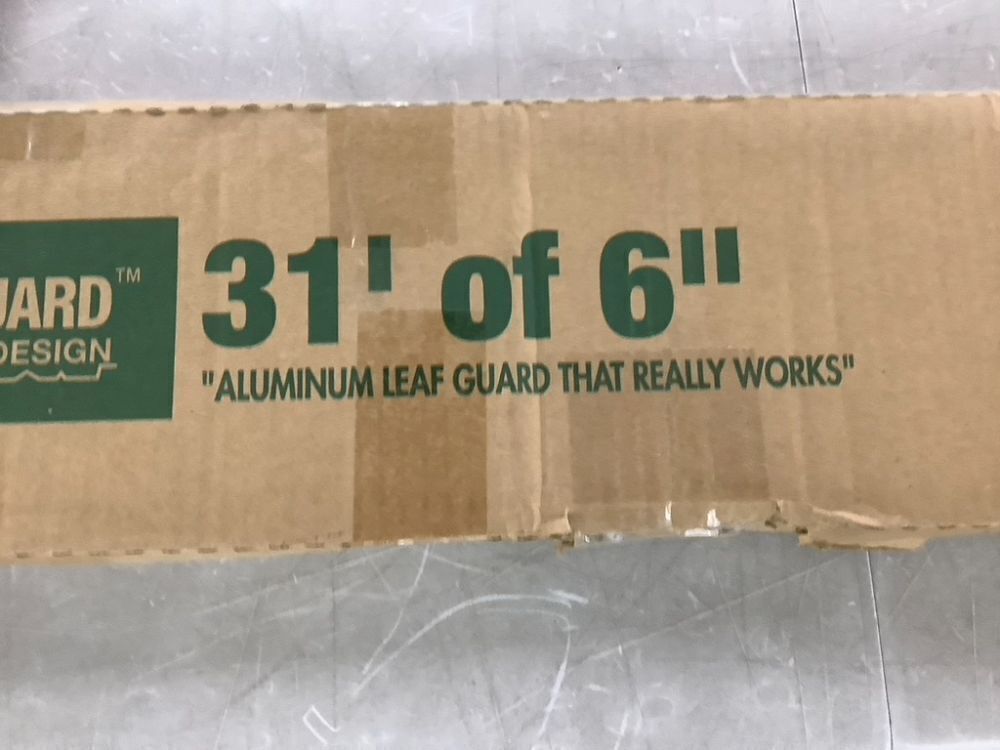 UARD™
DESIGN
31' of 6"
"ALUMINUM LEAF GUARD THAT REALLY WORKS"